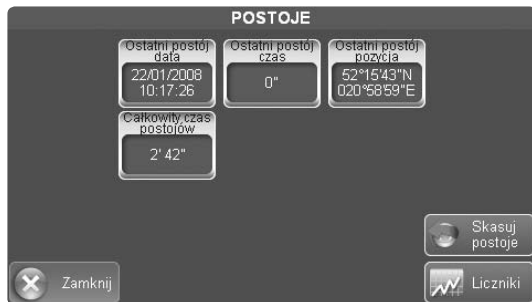 POSTOJE
Ostatni postój
data
22/01/2008
10:17:26
Ostatni postój
czas
0"
Ostatni postój
pozycja
52°15'43"N
020°58'59"E
Całkowity czas
postojów
2' 42"
Skasuj
postoje
Zamknij
Liczniki